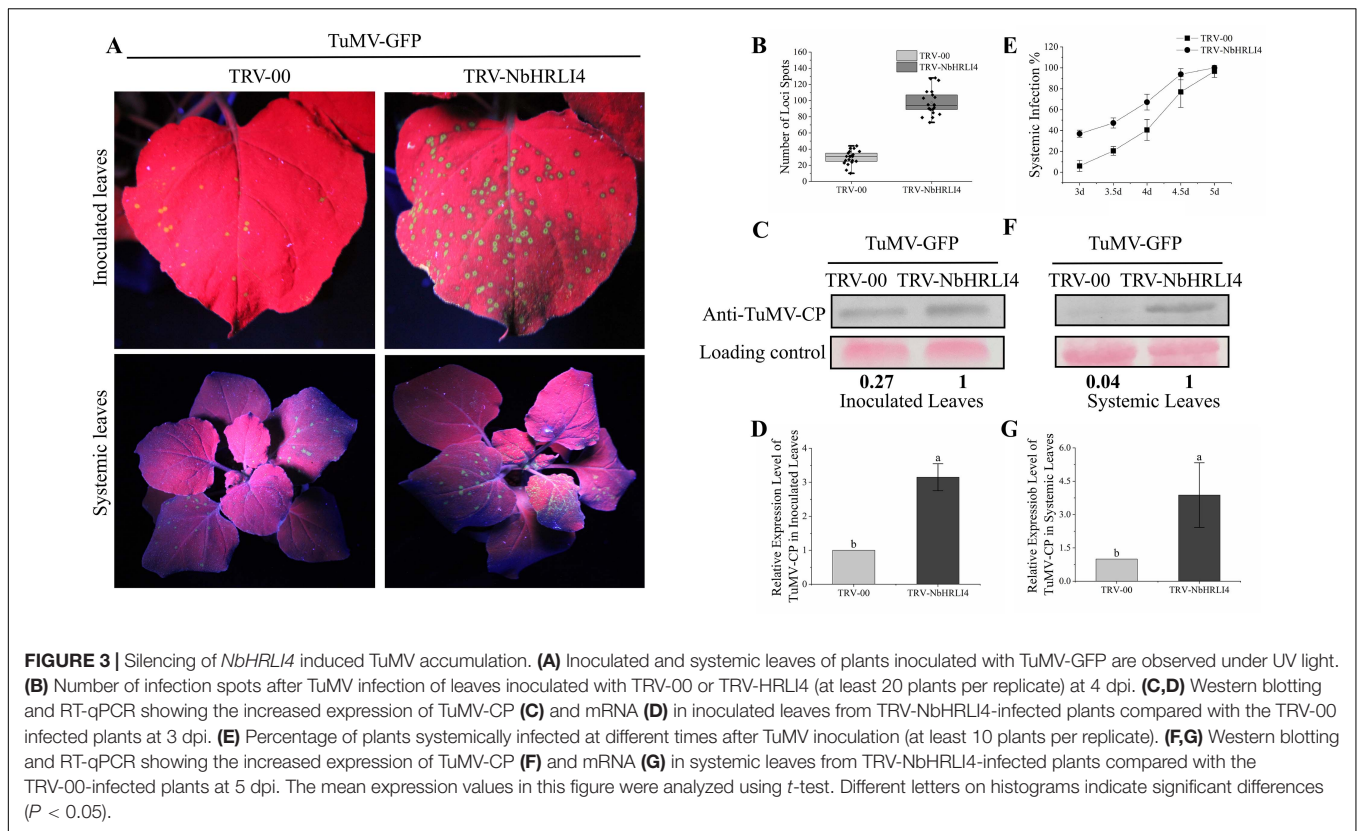 A
TuMV-GFP
TRV-00
TRV-NbHRLI4
Inoculated leaves
Systemic leaves
B
TRV-00
TRV-NbHRLI4
Number of Loci Spots
160
140
120
100
80
60
40
20
0
TRV-00
TRV-NbHRLI4
E
TRV-00
TRV-NbHRLI4
Systemic Infection %
120
100
80
60
40
20
0
3d
3.5d
4d
4.5d
5d
C
TuMV-GFP
TRV-00 TRV-NbHRLI4
Anti-TuMV-CP
Loading control
0.27 1
Inoculated Leaves
F
TuMV-GFP
TRV-00 TRV-NbHRLI4
0.04 1
Systemic Leaves
D
Relative Expression Level of
TuMV-CP in Inoculated Leaves
4
3
2
1
0
b
a
TRV-00
TRV-NbHRLI4
G
Relative Expressiob Level of
TuMV-CP in Systemic Leaves
6.0
4.5
3.0
1.5
0.0
b
a
TRV-00
TRV-NbHRLI4
FIGURE 3 | Silencing of NbHRLI4 induced TuMV accumulation. (A) Inoculated and systemic leaves of plants inoculated with TuMV-GFP are observed under UV light.
(B) Number of infection spots after TuMV infection of leaves inoculated with TRV-00 or TRV-HRLI4 (at least 20 plants per replicate) at 4 dpi. (C,D) Western blotting
and RT-qPCR showing the increased expression of TuMV-CP (C) and mRNA (D) in inoculated leaves from TRV-NbHRLI4-infected plants compared with the TRV-00
infected plants at 3 dpi. (E) Percentage of plants systemically infected at different times after TuMV inoculation (at least 10 plants per replicate). (F,G) Western blotting
and RT-qPCR showing the increased expression of TuMV-CP (F) and mRNA (G) in systemic leaves from TRV-NbHRLI4-infected plants compared with the
TRV-00-infected plants at 5 dpi. The mean expression values in this figure were analyzed using t-test. Different letters on histograms indicate significant differences
(P < 0.05).